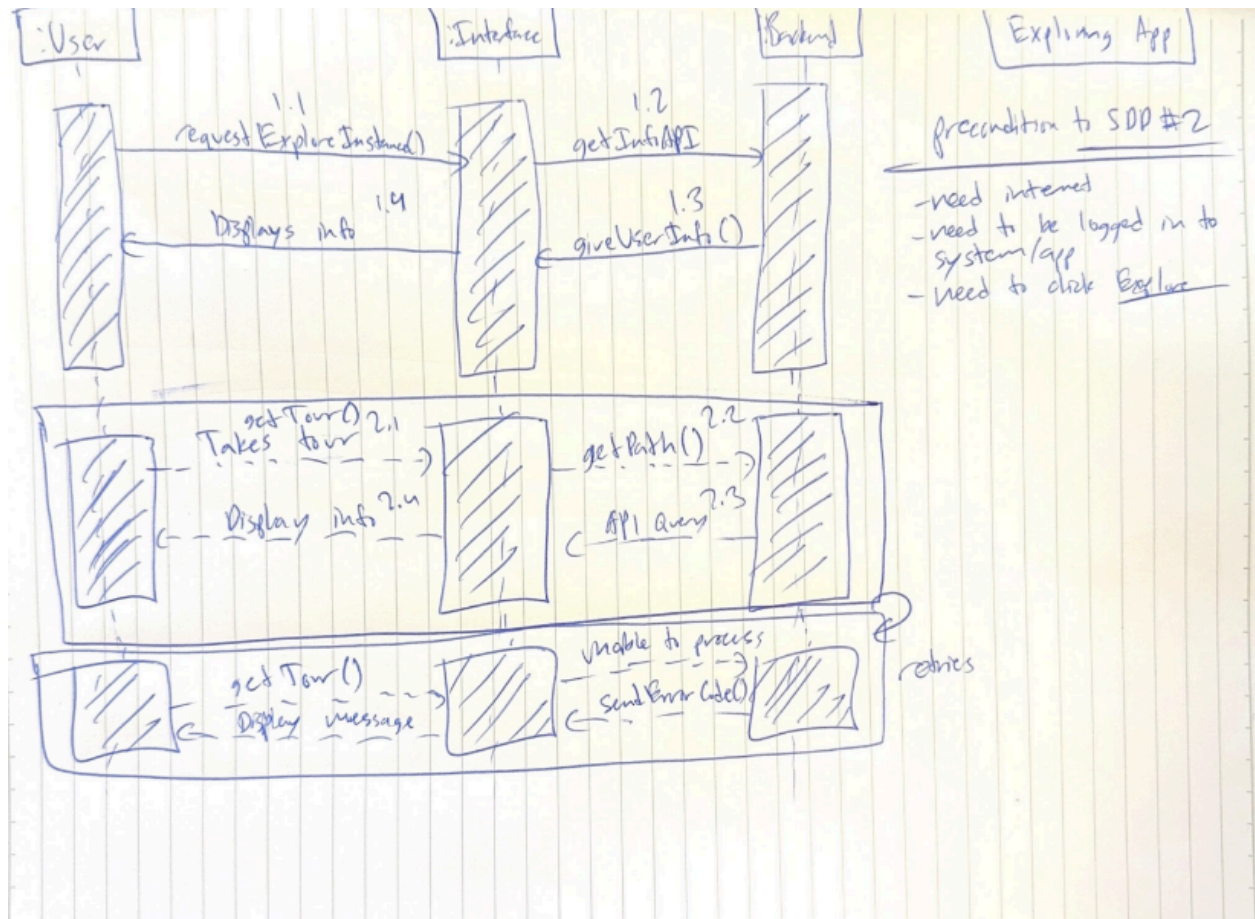 :User
:Interface
:Backend
Exploring App
1.1
requestExploreInstance()
1.2
getInfoAPI
1.4
Displays info
1.3
giveUserInfo()
precondition to SDD #2
-need internet
-need to be logged in to
system/app
-need to click Explore
getTour() 2.1
Takes tour
getPath() 2.2
Display info 2.4
API Query 2.3
getTour()
Display message
unable to process
sendErrorCode()
retries